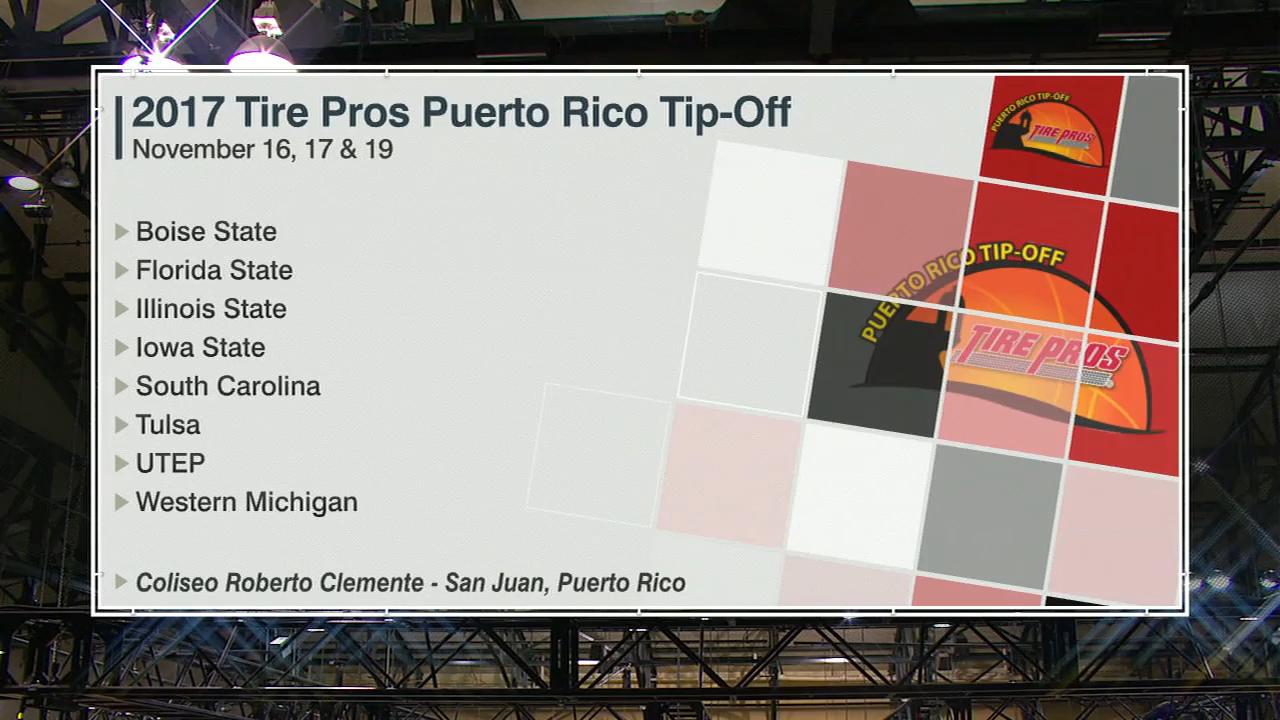 2017 Tire Pros Puerto Rico Tip-Off
November 16, 17 & 19
PUERTO RICO TIP-OFF
TIRE PROS
Boise State
Florida State
Illinois State
Iowa State
South Carolina
Tulsa
UTEP
Western Michigan
PUERTO RICO TIP-OFF
TIRE PROS
Coliseo Roberto Clemente - San Juan, Puerto Rico